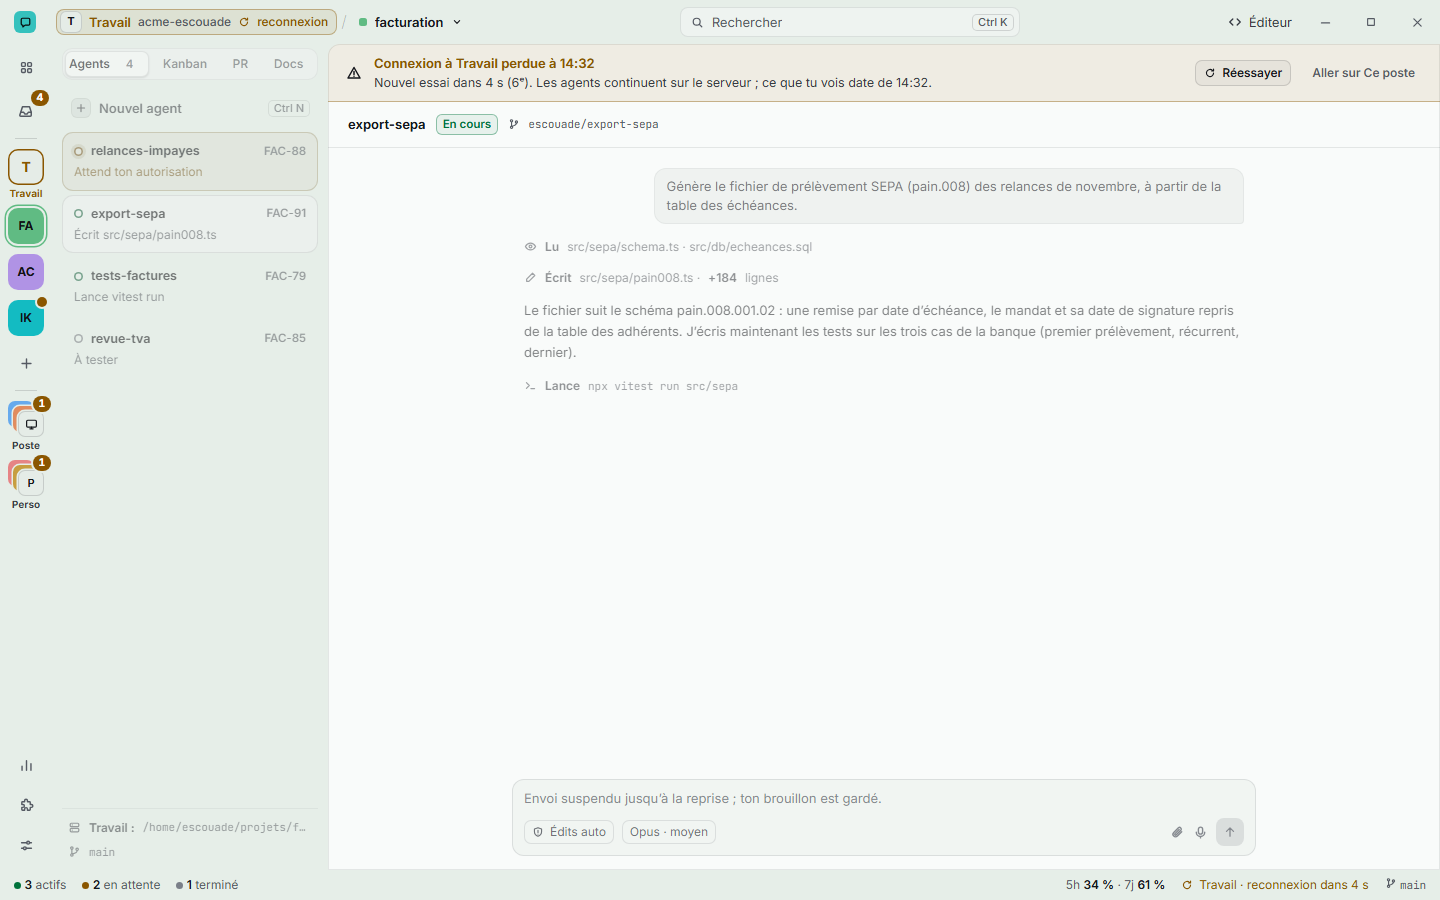 T Travail acme-escouade reconnexion / facturation
Rechercher Ctrl K
Éditeur
4
T
Travail
FA
AC
IK
1
Poste
1
P
Perso
Agents 4 Kanban PR Docs
Nouvel agent Ctrl N
relances-impayes FAC-88
Attend ton autorisation
export-sepa FAC-91
Écrit src/sepa/pain008.ts
tests-factures FAC-79
Lance vitest run
revue-tva FAC-85
À tester
Travail : /home/escouade/projets/f…
main
Connexion à Travail perdue à 14:32
Nouvel essai dans 4 s (6ᵉ). Les agents continuent sur le serveur ; ce que tu vois date de 14:32.
Réessayer Aller sur Ce poste
export-sepa En cours escouade/export-sepa
Génère le fichier de prélèvement SEPA (pain.008) des relances de novembre, à partir de la
table des échéances.
Lu src/sepa/schema.ts · src/db/echeances.sql
Écrit src/sepa/pain008.ts · +184 lignes
Le fichier suit le schéma pain.008.001.02 : une remise par date d’échéance, le mandat et sa date de signature repris
de la table des adhérents. J’écris maintenant les tests sur les trois cas de la banque (premier prélèvement, récurrent,
dernier).
Lance npx vitest run src/sepa
Envoi suspendu jusqu’à la reprise ; ton brouillon est gardé.
Édits auto Opus · moyen
3 actifs 2 en attente 1 terminé
5h 34 % · 7j 61 % Travail · reconnexion dans 4 s main